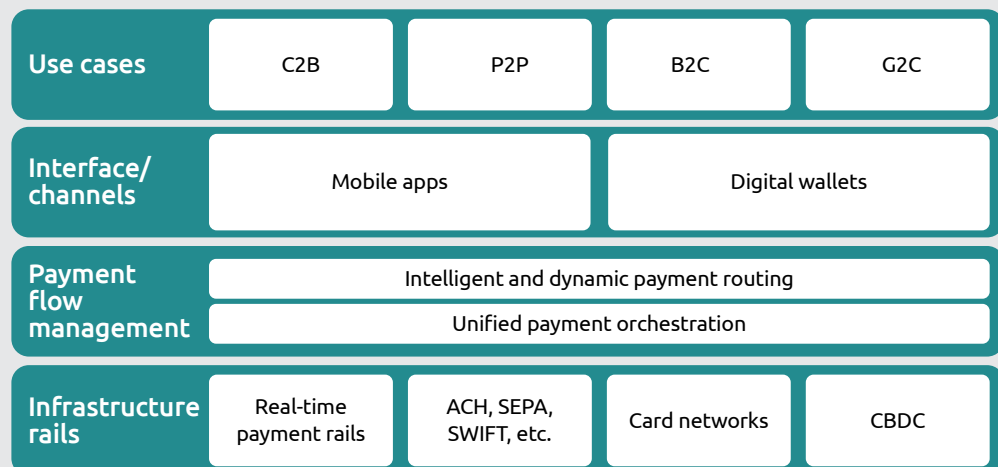 Use cases
C2B
P2P
B2C
G2C
Interface/
channels
Mobile apps
Digital wallets
Payment
flow
management
Intelligent and dynamic payment routing
Unified payment orchestration
Infrastructure
rails
Real-time
payment rails
ACH, SEPA,
SWIFT, etc.
Card networks
CBDC